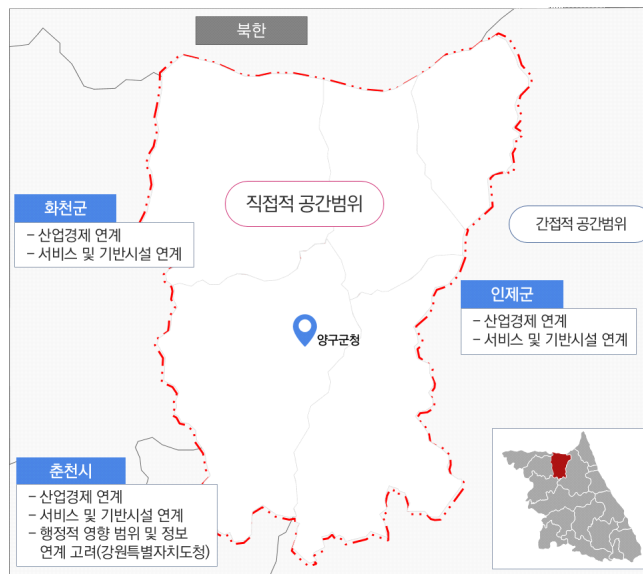 북한
직접적 공간범위
화천군
– 산업경제 연계
– 서비스 및 기반시설 연계
간접적 공간범위
인제군
– 산업경제 연계
– 서비스 및 기반시설 연계
양구군청
춘천시
– 산업경제 연계
– 서비스 및 기반시설 연계
– 행정적 영향 범위 및 정보
연계 고려(강원특별자치도청)